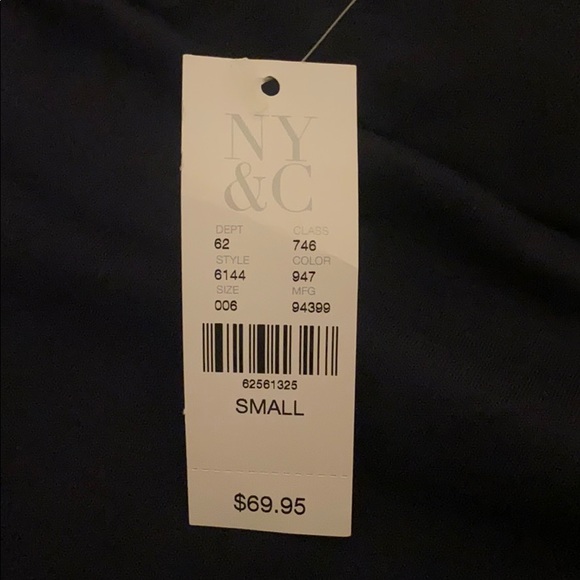 NY
&C
DEPT CLASS
62 746
STYLE COLOR
6144 947
SIZE MFG
006 94399
62561325
SMALL
$69.95